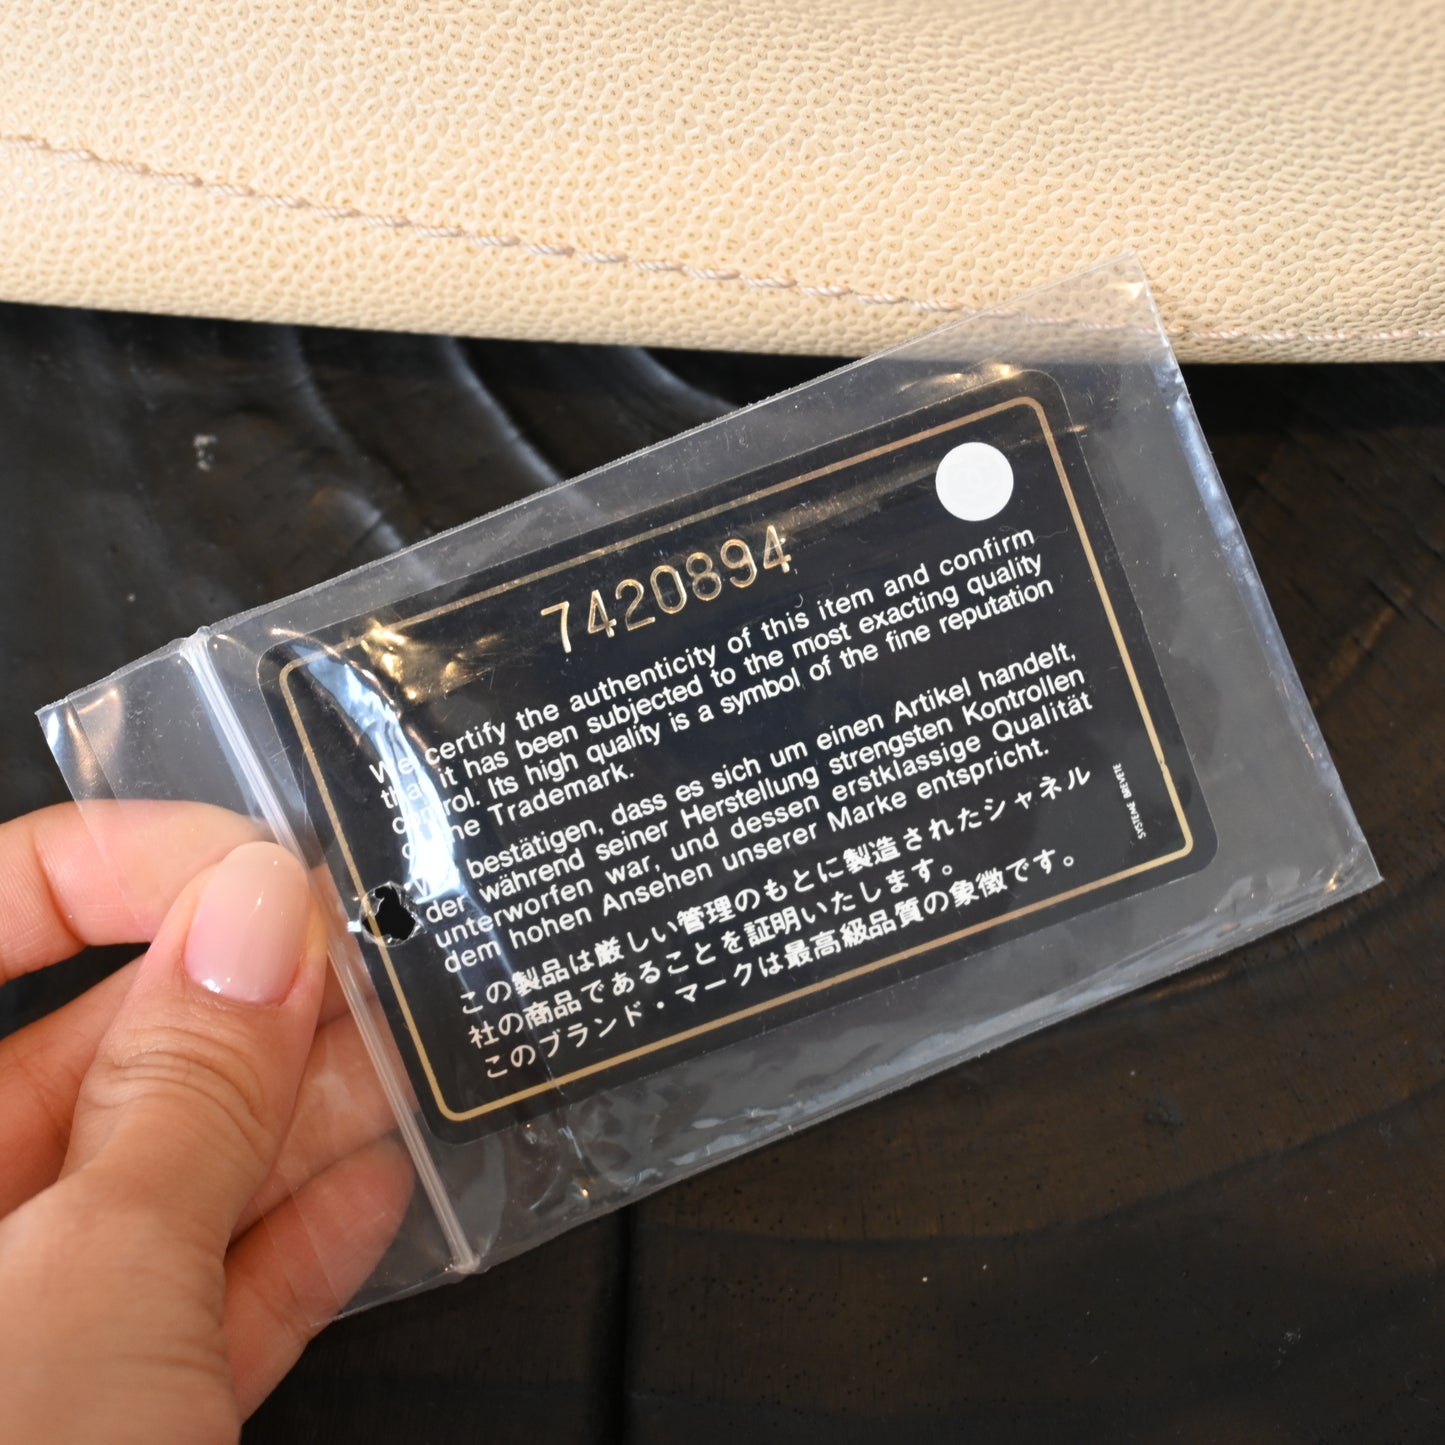 7420894
We certify the authenticity of this item and confirm
that it has been subjected to the most exacting quality
control. Its high quality is a symbol of the fine reputation
of the Trademark.
Wir bestätigen, dass es sich um einen Artikel handelt,
der während seiner Herstellung strengsten Kontrollen
unterworfen war, und dessen erstklassige Qualität
dem hohen Ansehen unserer Marke entspricht.
この製品は厳しい管理のもとに製造されたシャネル
社の商品であることを証明いたします。
このブランド・マークは最高級品質の象徴です。
SYSTEME BREVETE